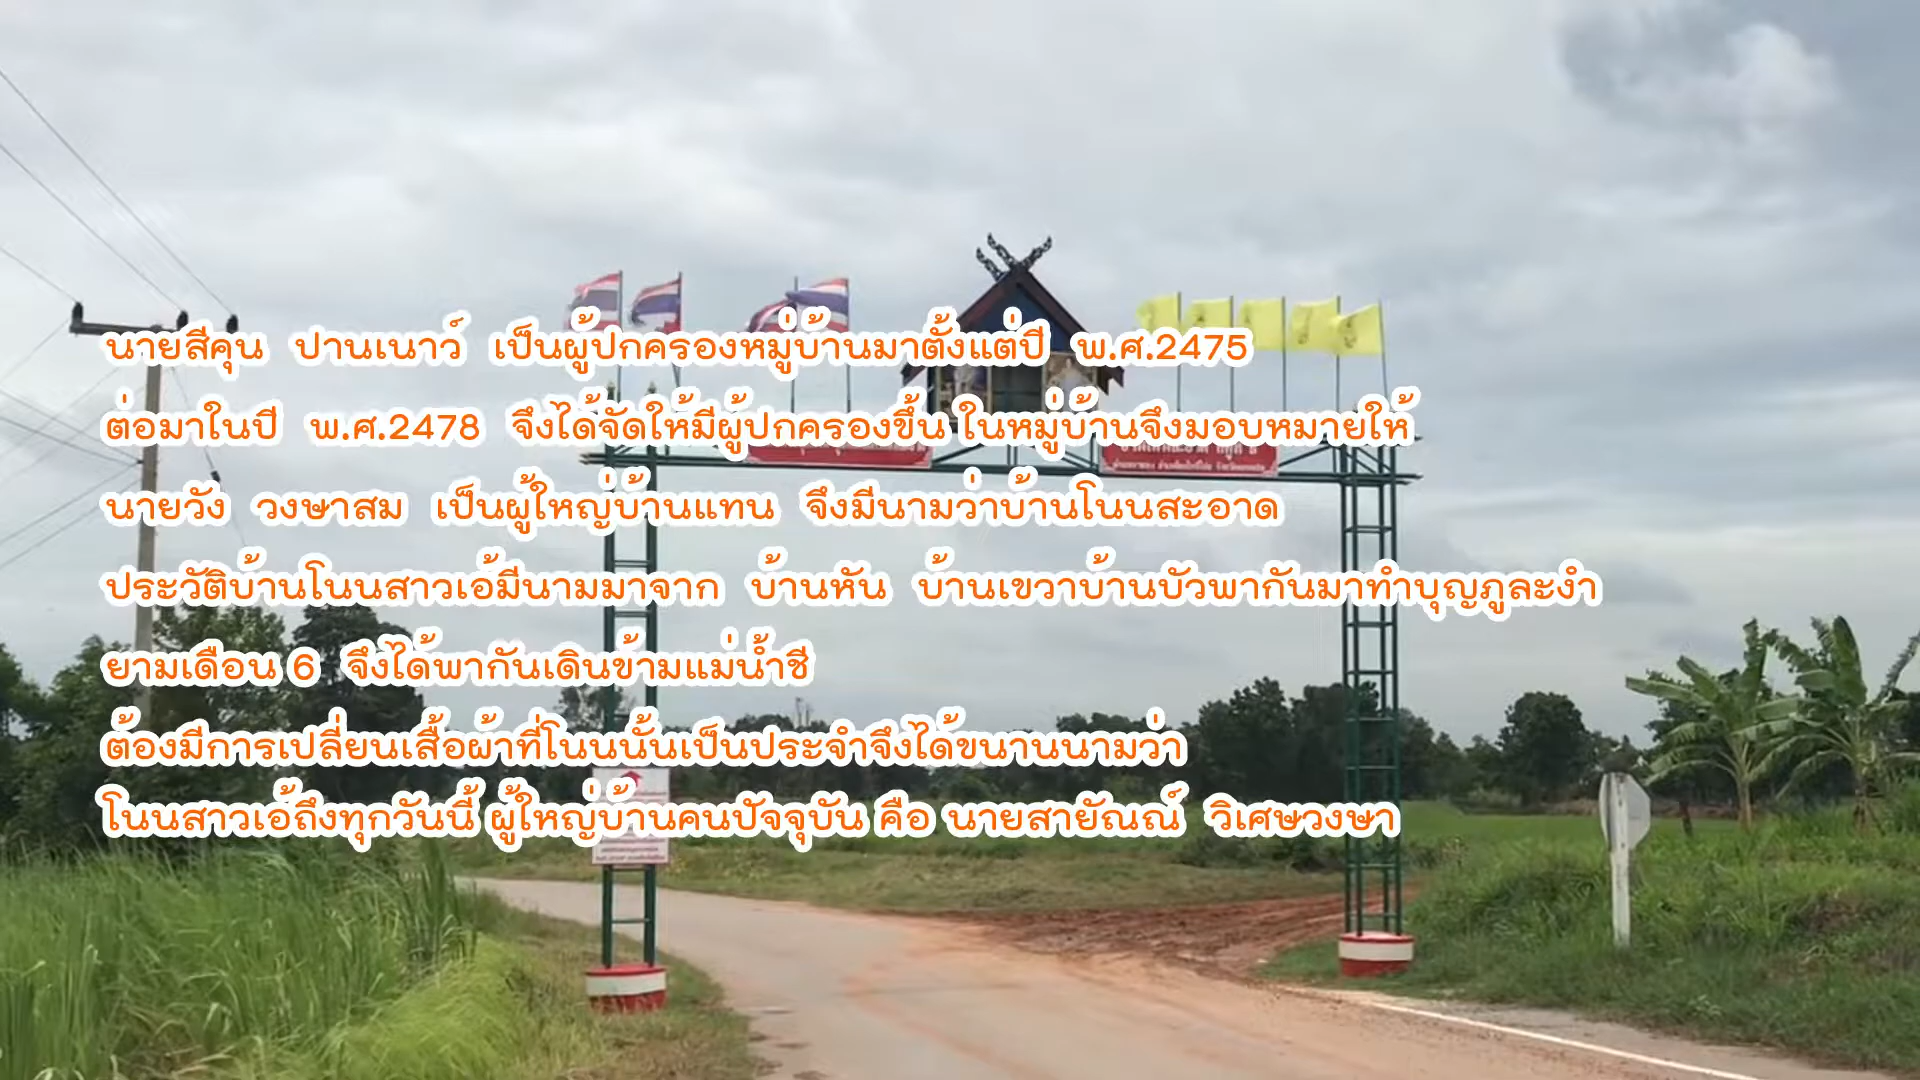 นายสีคุน ปานเนาว์ เป็นผู้ปกครองหมู่บ้านมาตั้งแต่ปี พ.ศ.2475
ต่อมาในปี พ.ศ.2478 จึงได้จัดให้มีผู้ปกครองขึ้น ในหมู่บ้านจึงมอบหมายให้
นายวัง วงษาสม เป็นผู้ใหญ่บ้านแทน จึงมีนามว่าบ้านโนนสะอาด
ประวัติบ้านโนนสาวเอ้มีนามมาจาก บ้านหัน บ้านเขวาบ้านบัวพากันมาทำบุญภูละงำ
ยามเดือน 6 จึงได้พากันเดินข้ามแม่น้ำชี
ต้องมีการเปลี่ยนเสื้อผ้าที่โนนนั้นเป็นประจำจึงได้ขนานนามว่า
โนนสาวเอ้ถึงทุกวันนี้ ผู้ใหญ่บ้านคนปัจจุบัน คือ นายสายัณณ์ วิเศษวงษา